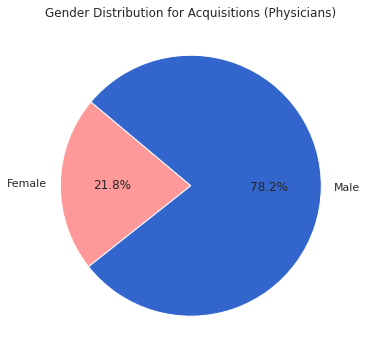 Gender Distribution for Acquisitions (Physicians)
Female
21.8%
78.2%
Male